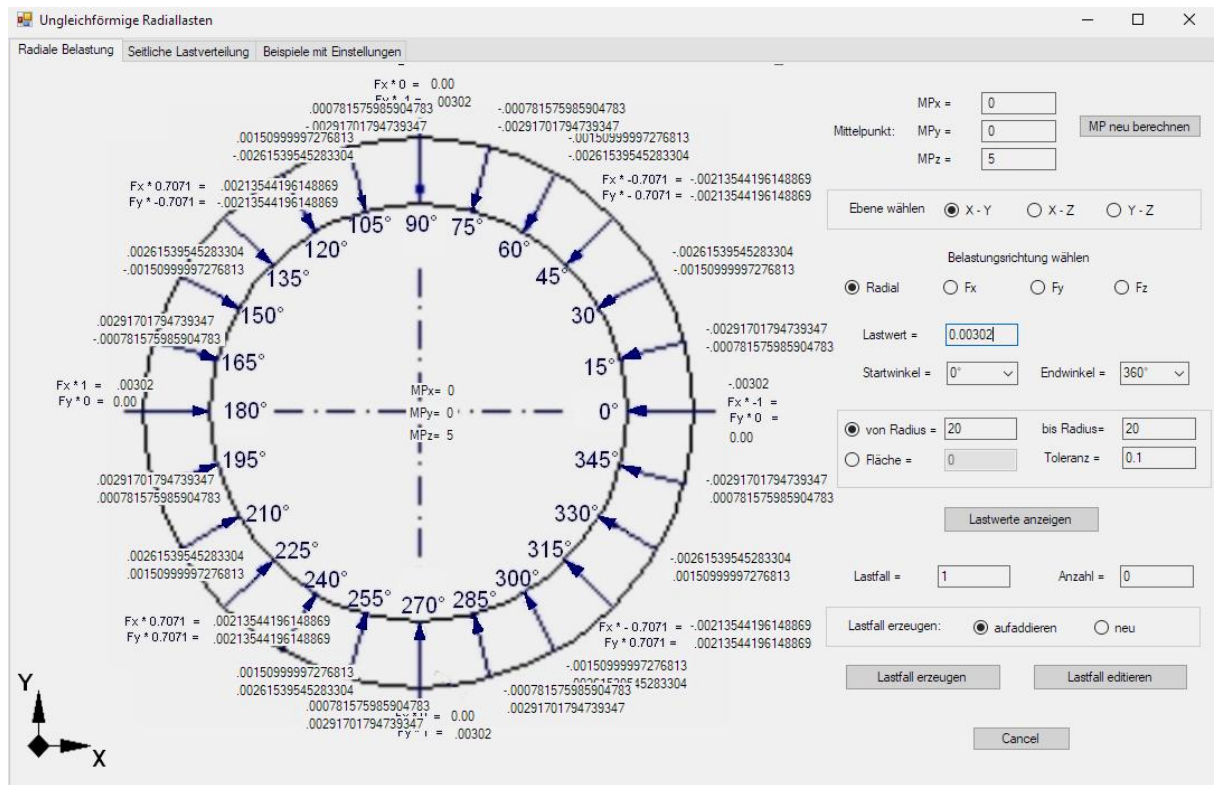 Ungleichförmige Radiallasten
Radiale Belastung Seitliche Lastverteilung Beispiele mit Einstellungen
Fx * 0 = 0.00
00302
.000781575985904783 -.000781575985904783
-.00291701794739347 -.00291701794739347
.00150999997276813 -.00150999997276813
-.00261539545283304 -.00261539545283304
Fx * 0.7071 = .00213544196148869 Fx * -0.7071 = -.00213544196148869
Fy * -0.7071 = -.00213544196148869 Fy * - 0.7071 = -.00213544196148869
105° 90° 75°
120° 60°
.00261539545283304 -.00261539545283304
-.00150999997276813 -.00150999997276813
135° 45°
150° 30°
.00291701794739347 -.00291701794739347
-.000781575985904783 -.000781575985904783
165° 15°
Fx * 1 = .00302 -.00302
Fy * 0 = 0.00 Fx * -1 =
Fy * 0 =
0.00
180° 0°
MPx= 0
MPy= 0
MPz= 5
195° 345°
.00291701794739347 -.00291701794739347
.000781575985904783 .000781575985904783
210° 330°
225° 315°
.00261539545283304 -.00261539545283304
.00150999997276813 .00150999997276813
240° 300°
255° 270° 285°
Fx * 0.7071 = .00213544196148869 Fx * - 0.7071 = -.00213544196148869
Fy * 0.7071 = .00213544196148869 Fy * 0.7071 = .00213544196148869
.00150999997276813 -.00150999997276813
.00261539545283304 45283304
.000781575985904783 -.000781575985904783
.00291701794739347 .00291701794739347
= 0.00
= .00302
Y
X
MPx = 0
Mittelpunkt: MPy = 0 MP neu berechnen
MPz = 5
Ebene wählen X - Y X - Z Y - Z
Belastungsrichtung wählen
Radial Fx Fy Fz
Lastwert = 0.00302
Startwinkel = 0° Endwinkel = 360°
von Radius = 20 bis Radius= 20
Fläche = 0 Toleranz = 0.1
Lastwerte anzeigen
Lastfall = 1 Anzahl = 0
Lastfall erzeugen: aufaddieren neu
Lastfall erzeugen Lastfall editieren
Cancel